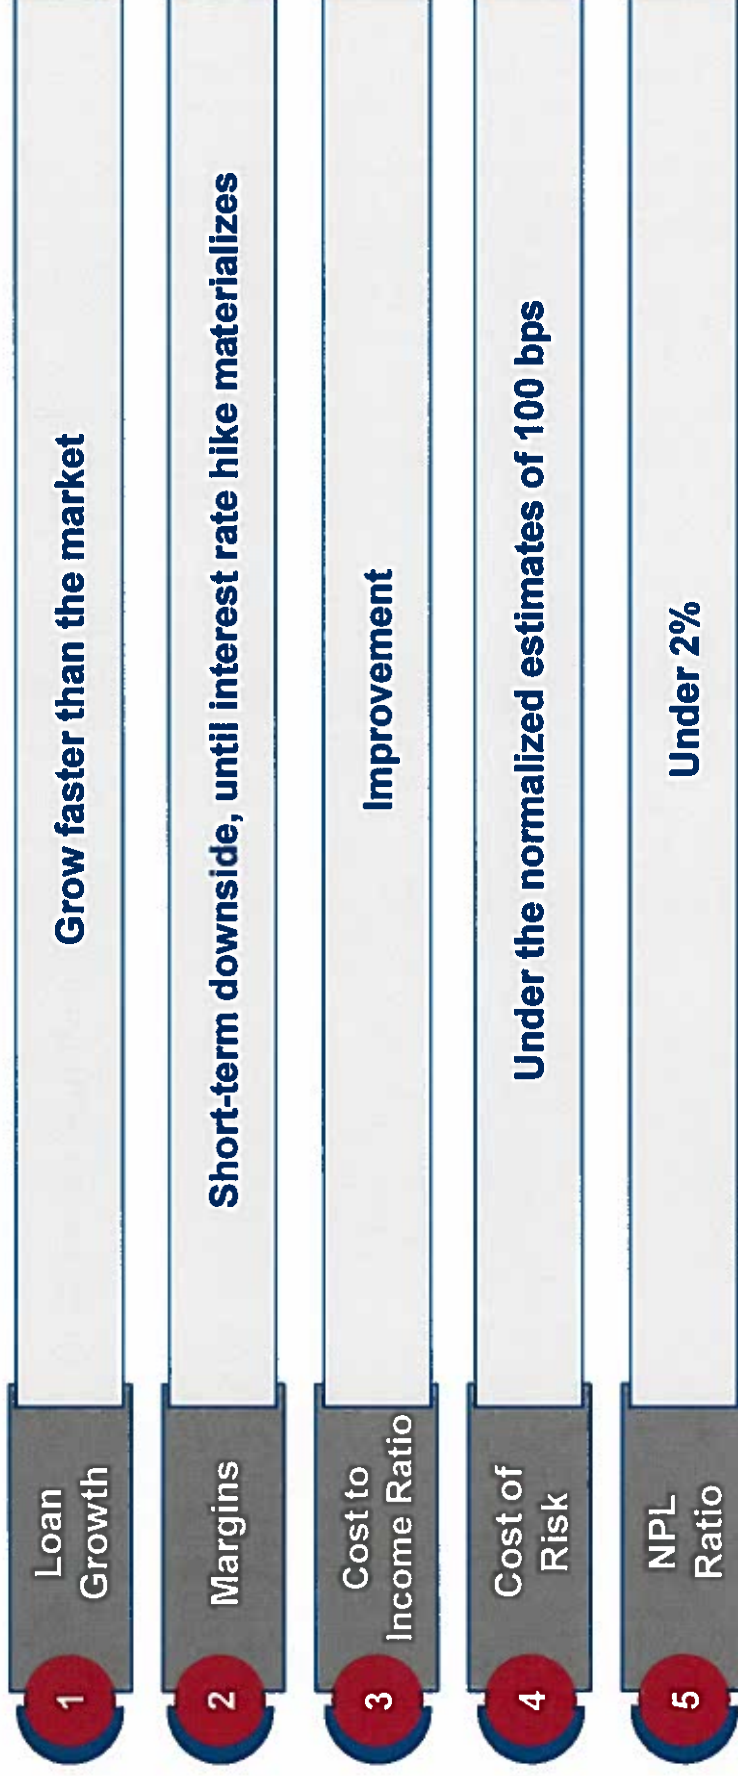 1
Loan
Growth
Grow faster than the market
2
Margins
Short-term downside, until interest rate hike materializes
3
Cost to
Income Ratio
Improvement
4
Cost of
Risk
Under the normalized estimates of 100 bps
5
NPL
Ratio
Under 2%